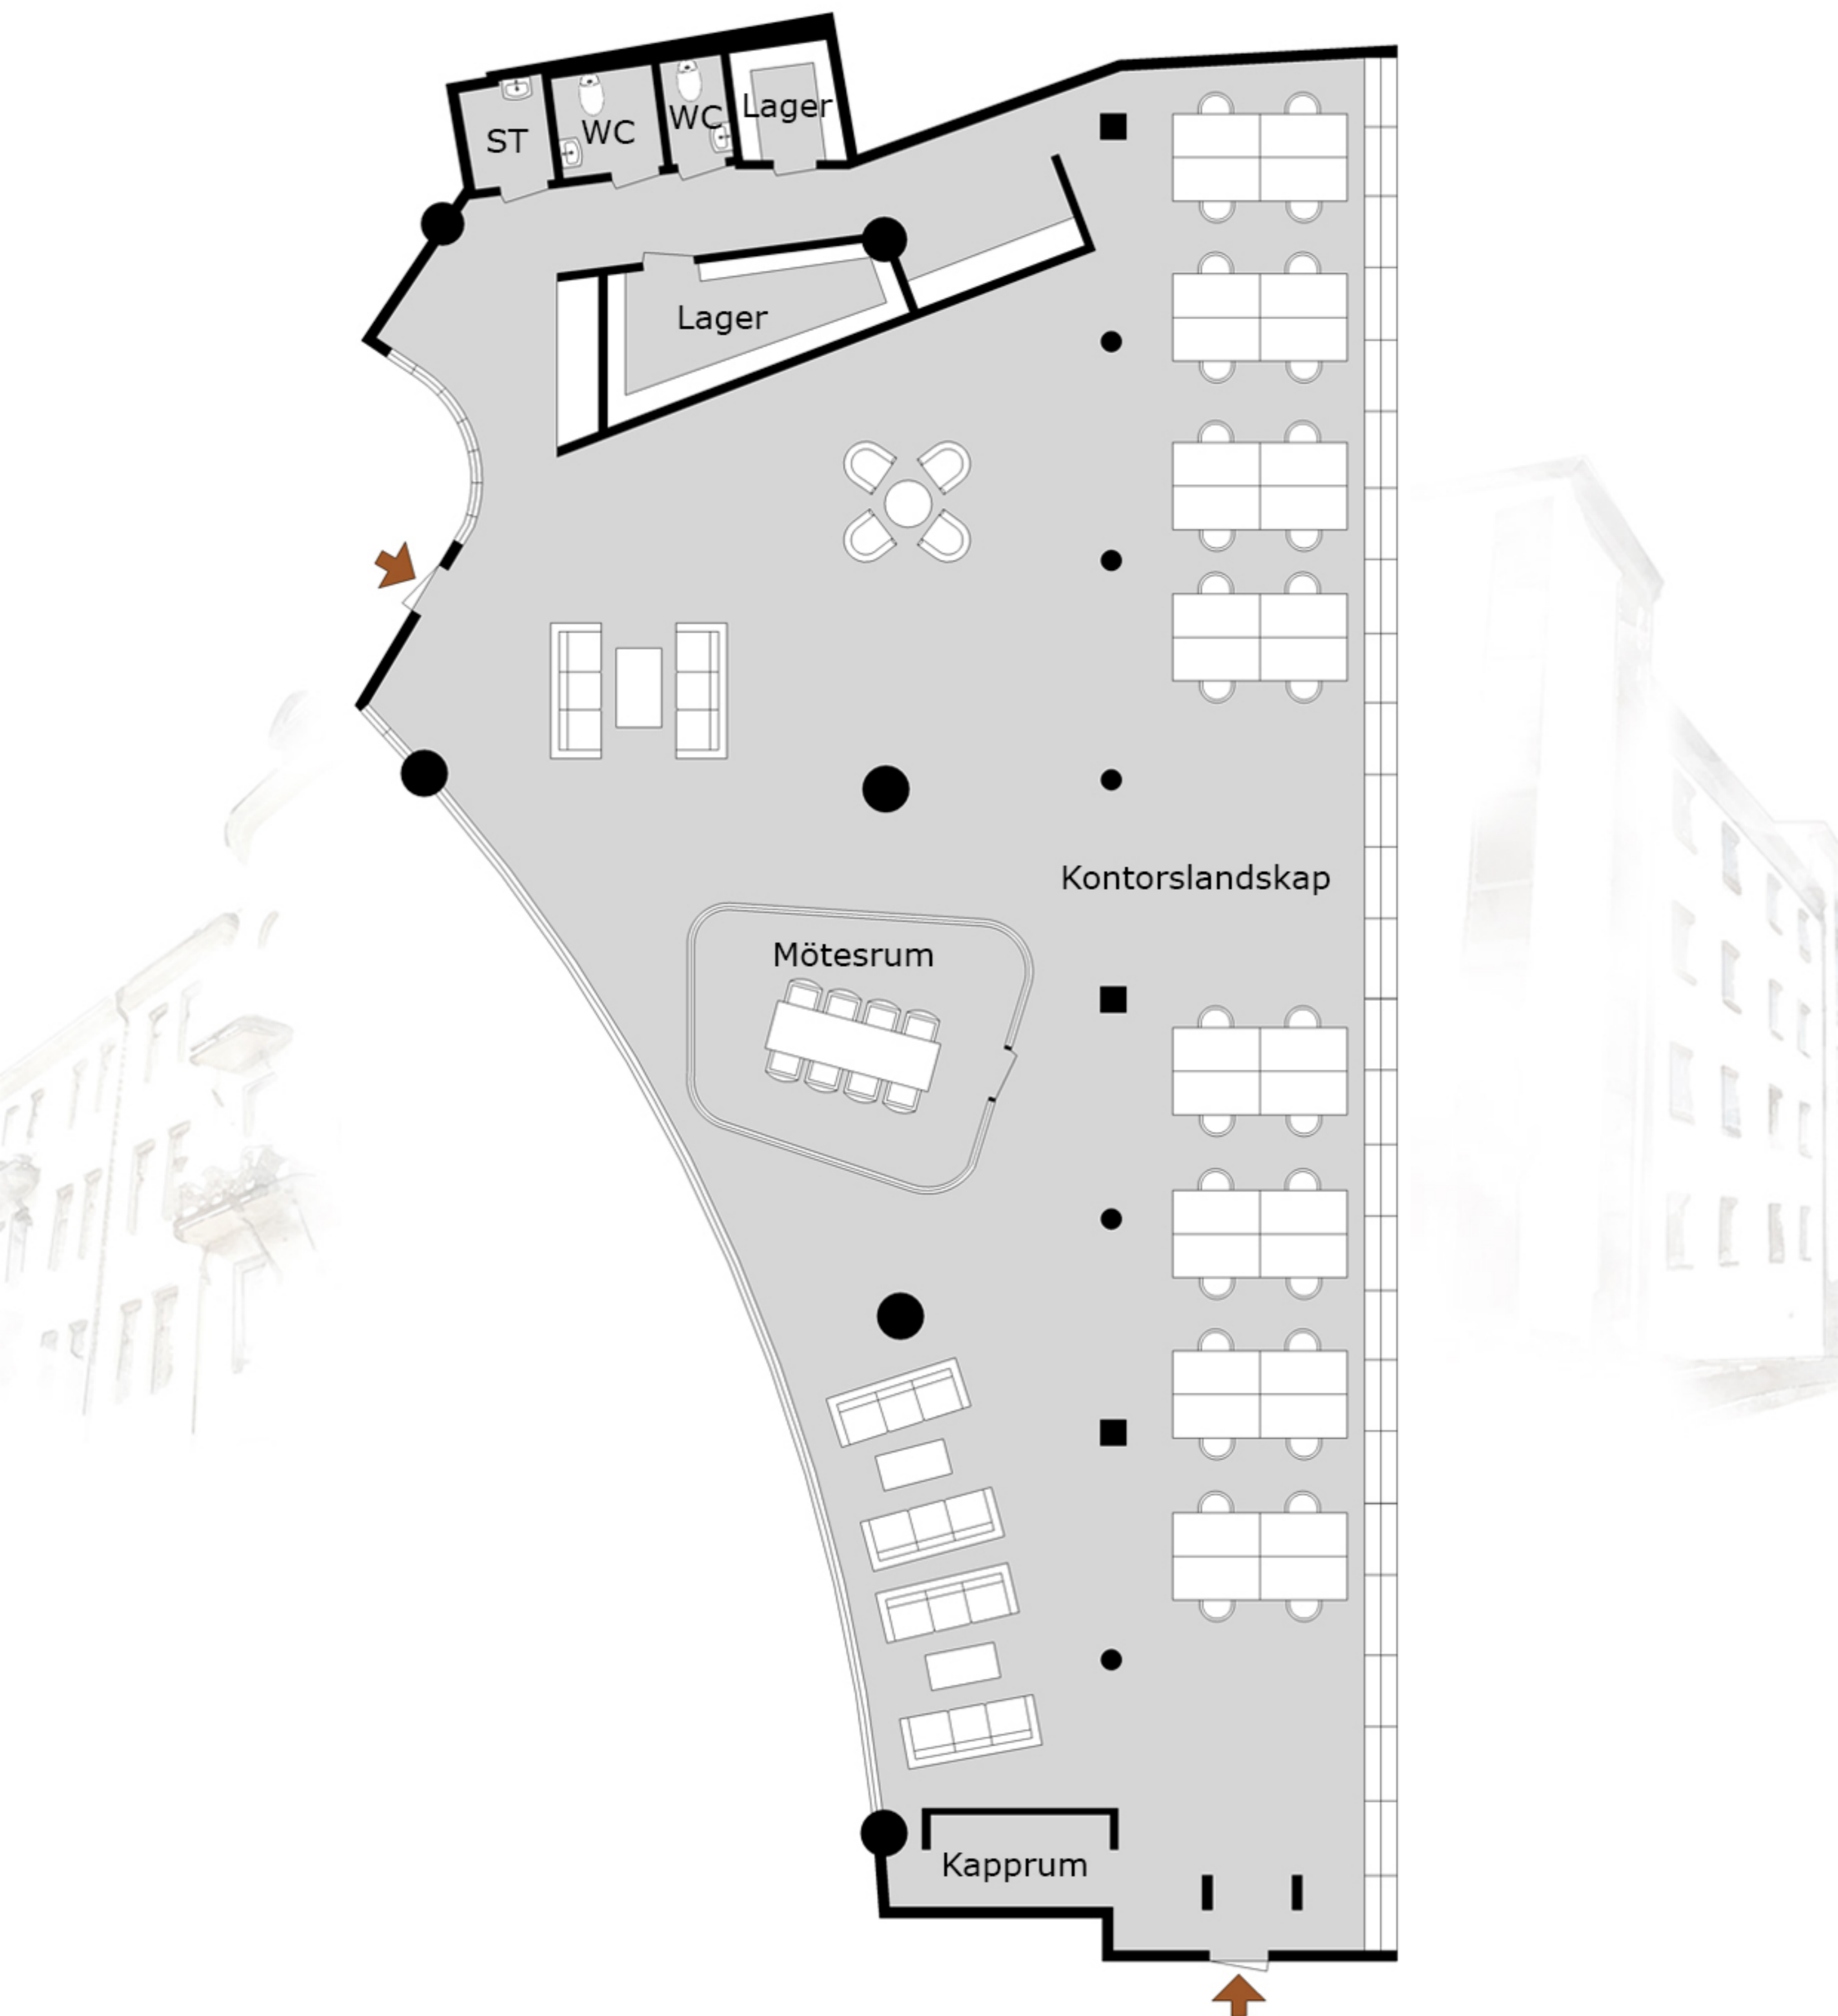 ST
WC
WC
Lager
Lager
Kontorslandskap
Mötesrum
Kapprum